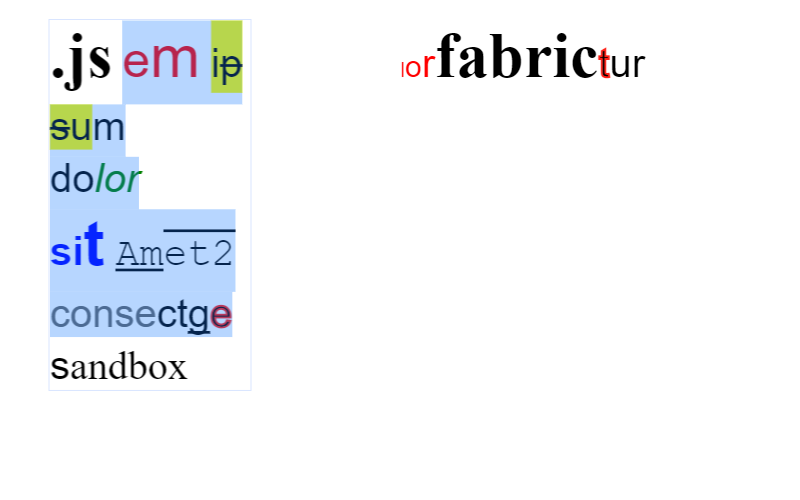 .js em ip
sum
dolor
sit Amet2
consectge
sandbox
lorfabrictur